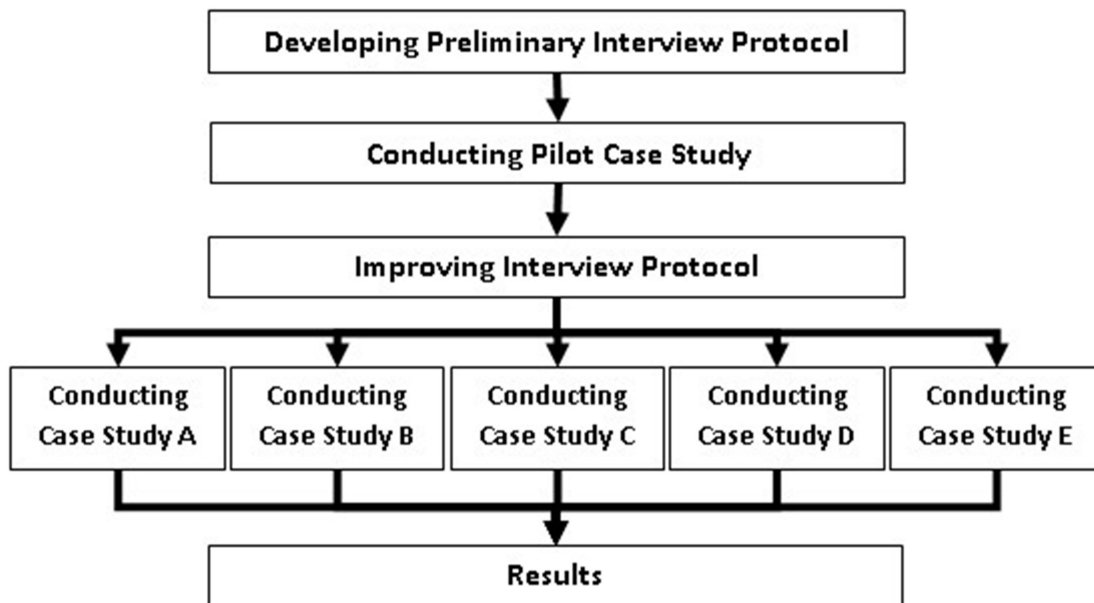 Developing Preliminary Interview Protocol
Conducting Pilot Case Study
Improving Interview Protocol
Conducting
Case Study A
Conducting
Case Study B
Conducting
Case Study C
Conducting
Case Study D
Conducting
Case Study E
Results